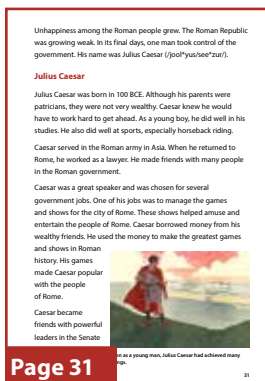 Unhappiness among the Roman people grew. The Roman Republic
was growing weak. In its final days, one man took control of the
government. His name was Julius Caesar (/jool*yus/see*zur/).
Julius Caesar
Julius Caesar was born in 100 BCE. Although his parents were
patricians, they were not very wealthy. Caesar knew he would
have to work hard to get ahead. As a young boy, he did well in his
studies. He also did well at sports, especially horseback riding.
Caesar served in the Roman army in Asia. When he returned to
Rome, he worked as a lawyer. He made friends with many people
in the Roman government.
Caesar was a great speaker and was chosen for several
government jobs. One of his jobs was to manage the games
and shows for the city of Rome. These shows helped amuse and
entertain the people of Rome. Caesar borrowed money from his
wealthy friends. He used the money to make the greatest games
and shows in Roman
history. His games
made Caesar popular
with the people
of Rome.
Caesar became
friends with powerful
leaders in the Senate
as a young man, Julius Caesar had achieved many
Page 31
31